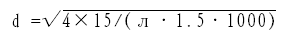 d =√4×15/( л · 1.5 · 1000)